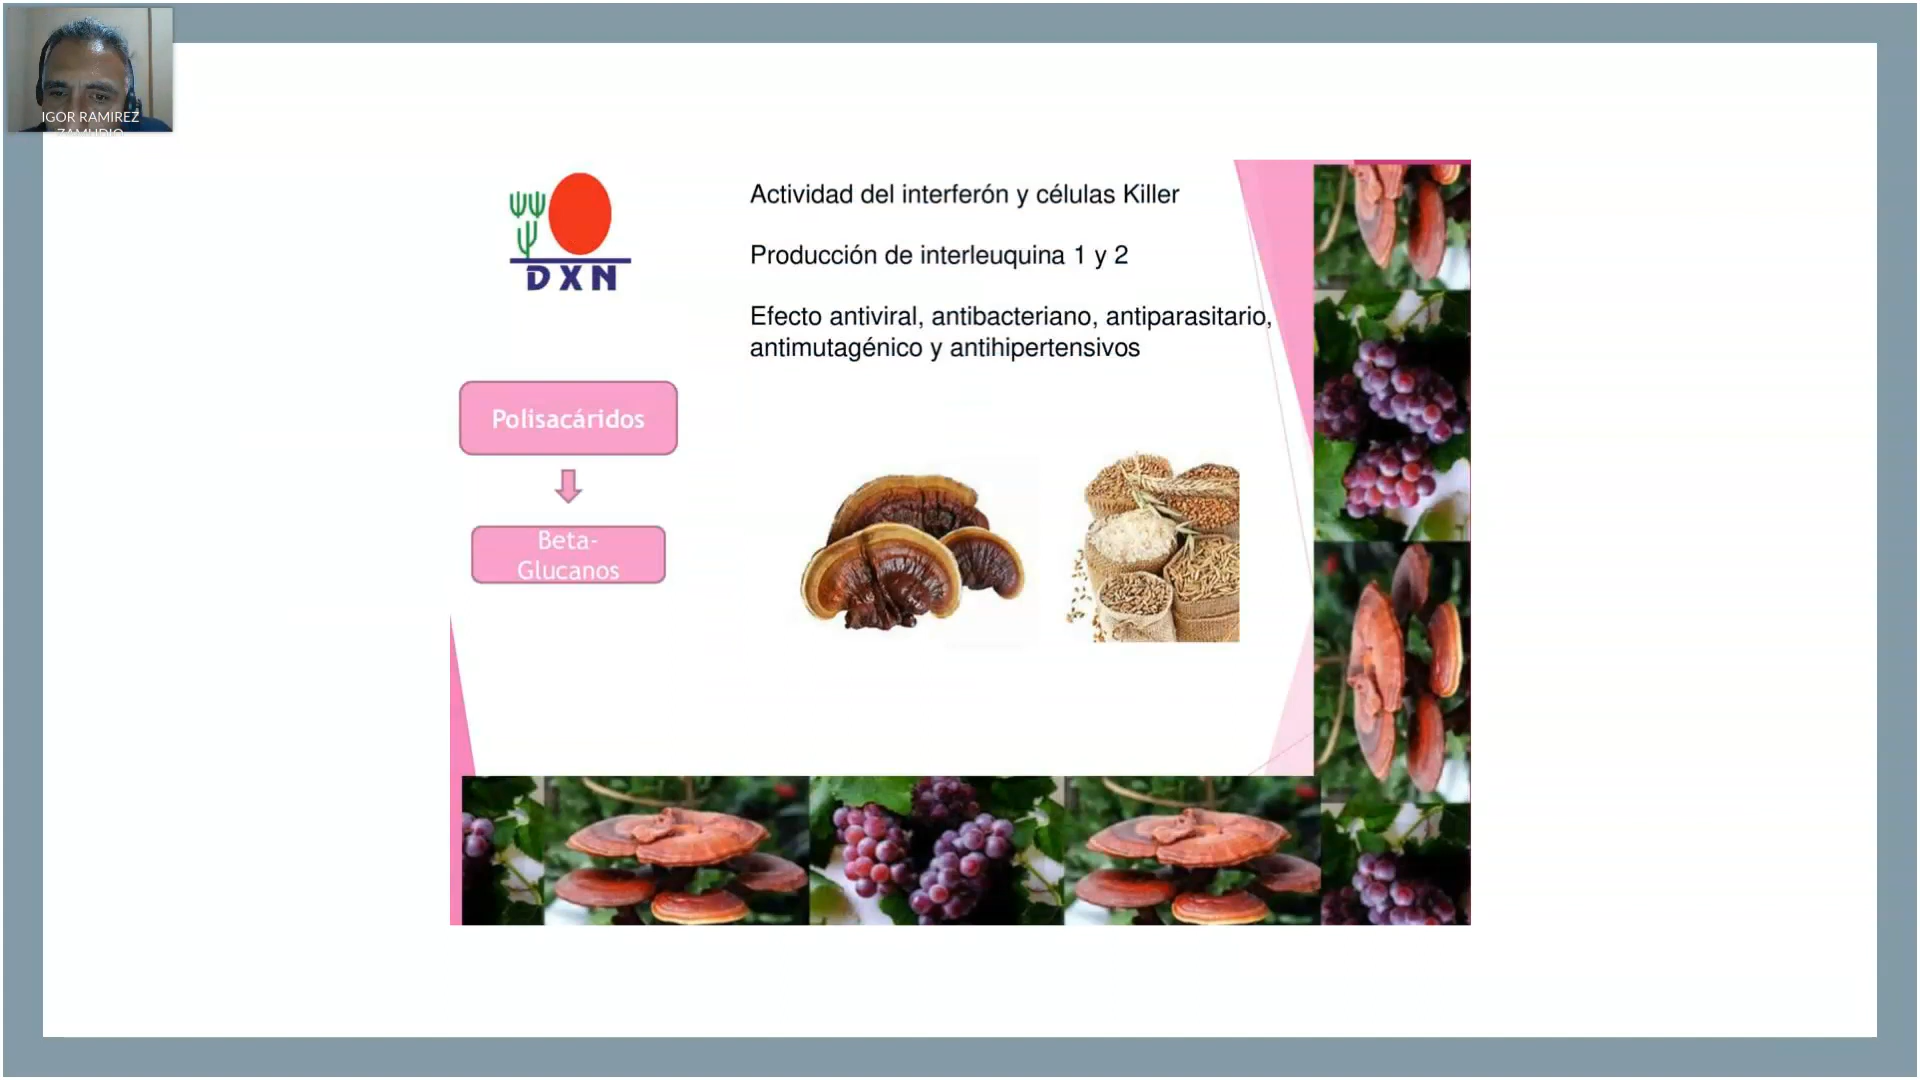 IGOR RAMIREZ
ZAMUDIO
DXN
Actividad del interferón y células Killer
Producción de interleuquina 1 y 2
Efecto antiviral, antibacteriano, antiparasitario,
antimutagénico y antihipertensivos
Polisacáridos
Beta-
Glucanos